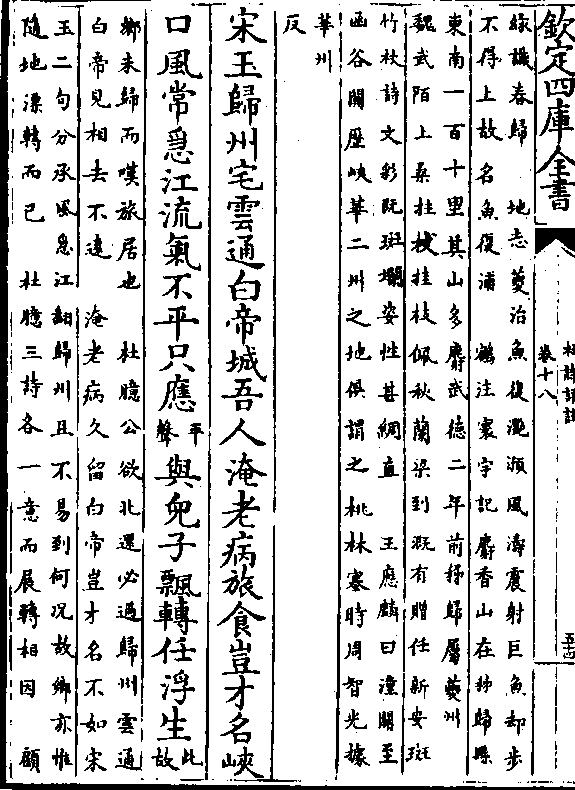 欽定四庫全書
杜詩詳註
卷十八
五十四
綠議春歸 地志夔治魚復灔澦風濤震射巨魚却步
不得上故名魚復浦 鶴注寰宇記麝香山在秭歸縣
東南一百十里其山多麝武德二年前秭歸屬夔州
魏武陌上桑拄杖桂枝佩秋蘭梁到溉有贈任新安斑
竹杖詩文彩既斑斕姿性甚綢直 王應麟曰潼關至
函谷關歷峽華二州之地俱謂之桃林塞時周智光據
華州
反
宋玉歸州宅雲通白帝城吾人淹老病旅食豈才名峽
口風常急江流氣不平只應平聲與兒子飄轉任浮生此故
鄉未歸而嘆旅居也 杜臆公欲北還必過歸州雲通
白帝見相去不遠 淹老病久留白帝豈才名不如宋
玉二句分承風急江翻歸州且不易到何况故鄉亦惟
隨地漂轉而已 杜臆三詩各一意而展轉相因 顧